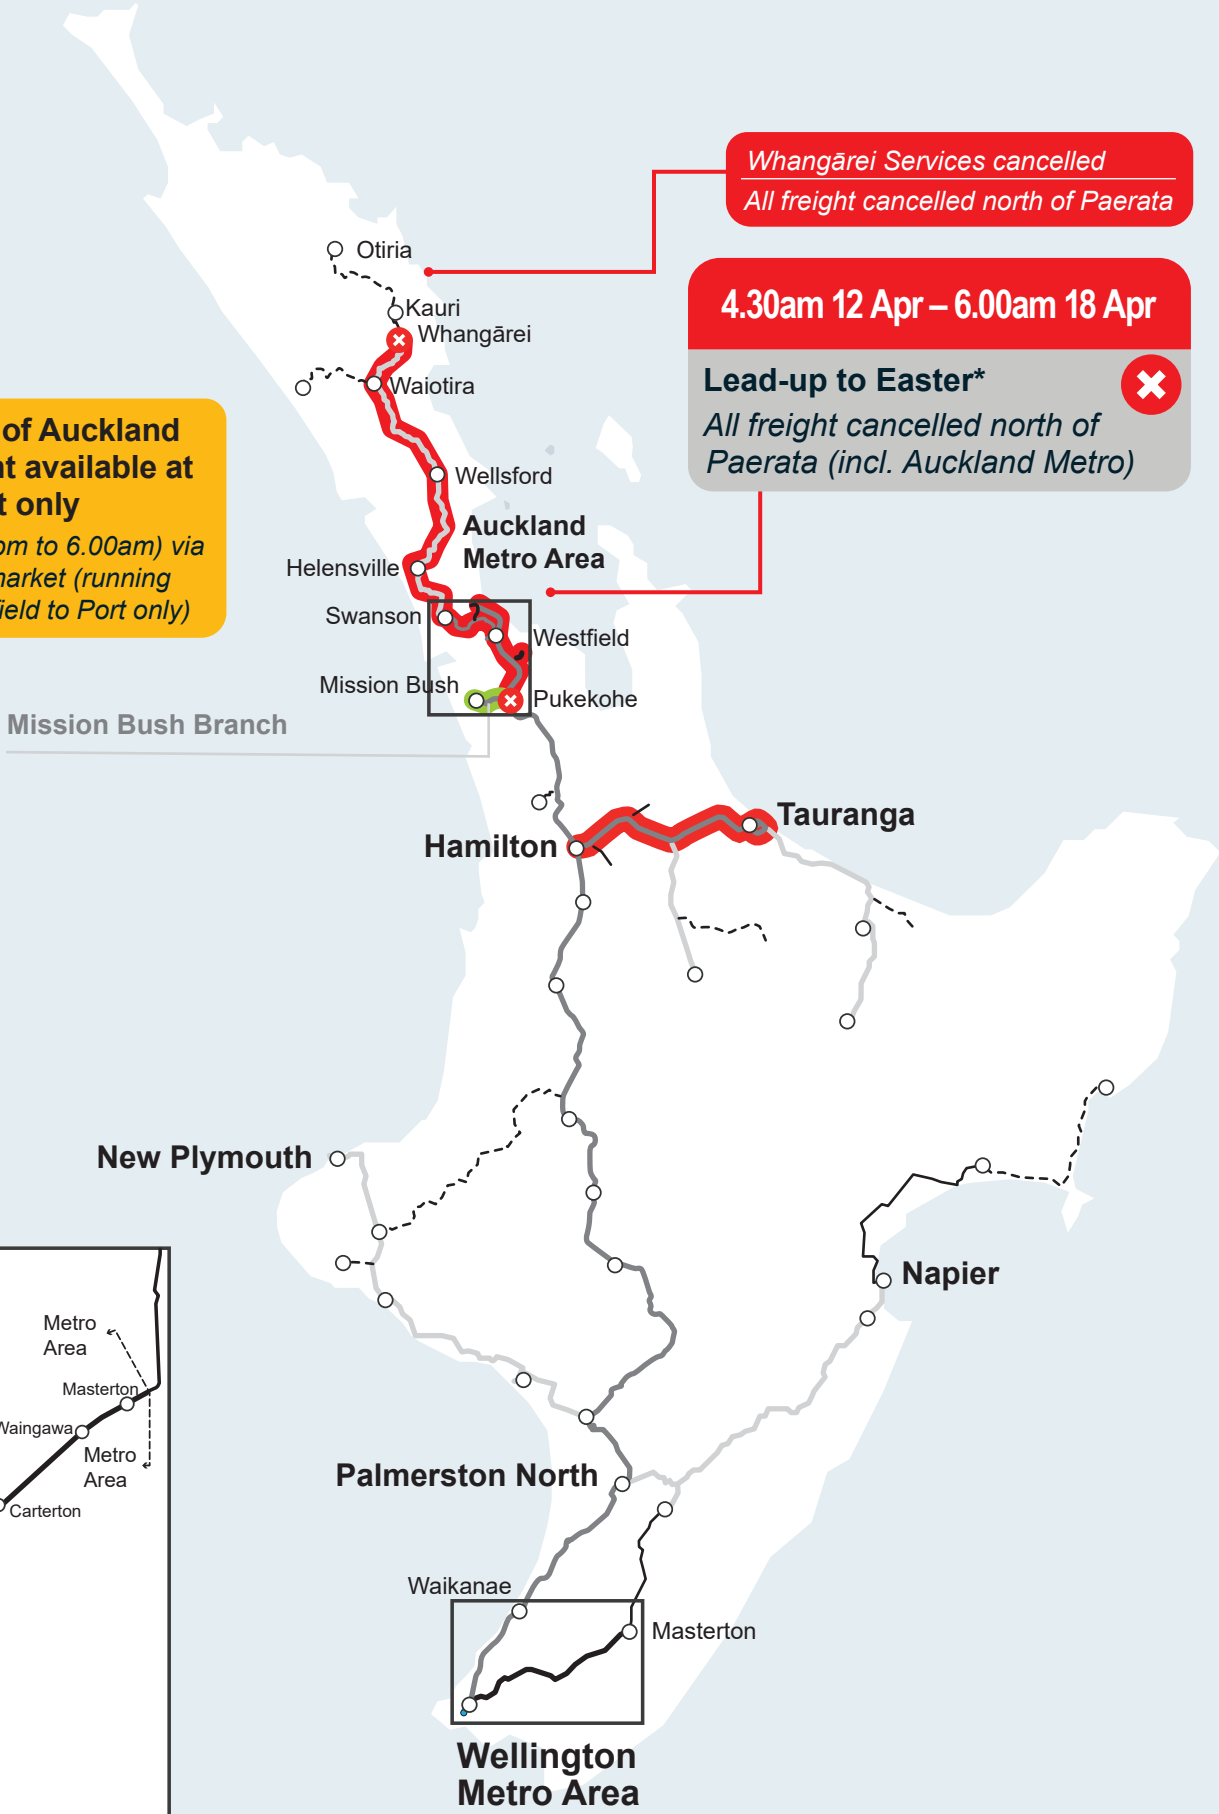 Whangārei Services cancelled
All freight cancelled north of Paerata
4.30am 12 Apr – 6.00am 18 Apr
Lead-up to Easter*
All freight cancelled north of
Paerata (incl. Auckland Metro)
Otiria
Kauri
Whangārei
Waiotira
of Auckland
available at
only
to 6.00am) via
(running
to Port only)
Wellsford
Auckland
Metro Area
Helensville
Swanson
Westfield
Mission Bush
Pukekohe
Mission Bush Branch
Tauranga
Hamilton
New Plymouth
Napier
Metro
Area
Masterton
Waingawa
Metro
Area
Carterton
Palmerston North
Waikanae
Masterton
Wellington
Metro Area